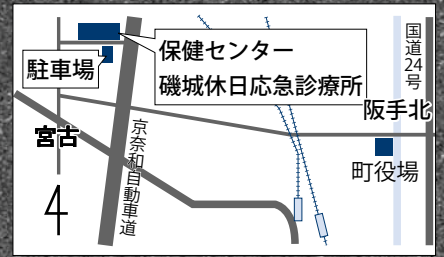 保健センター
磯城休日応急診療所
駐車場
国道24号
阪手北
宮古
京奈和自動車道
町役場
4